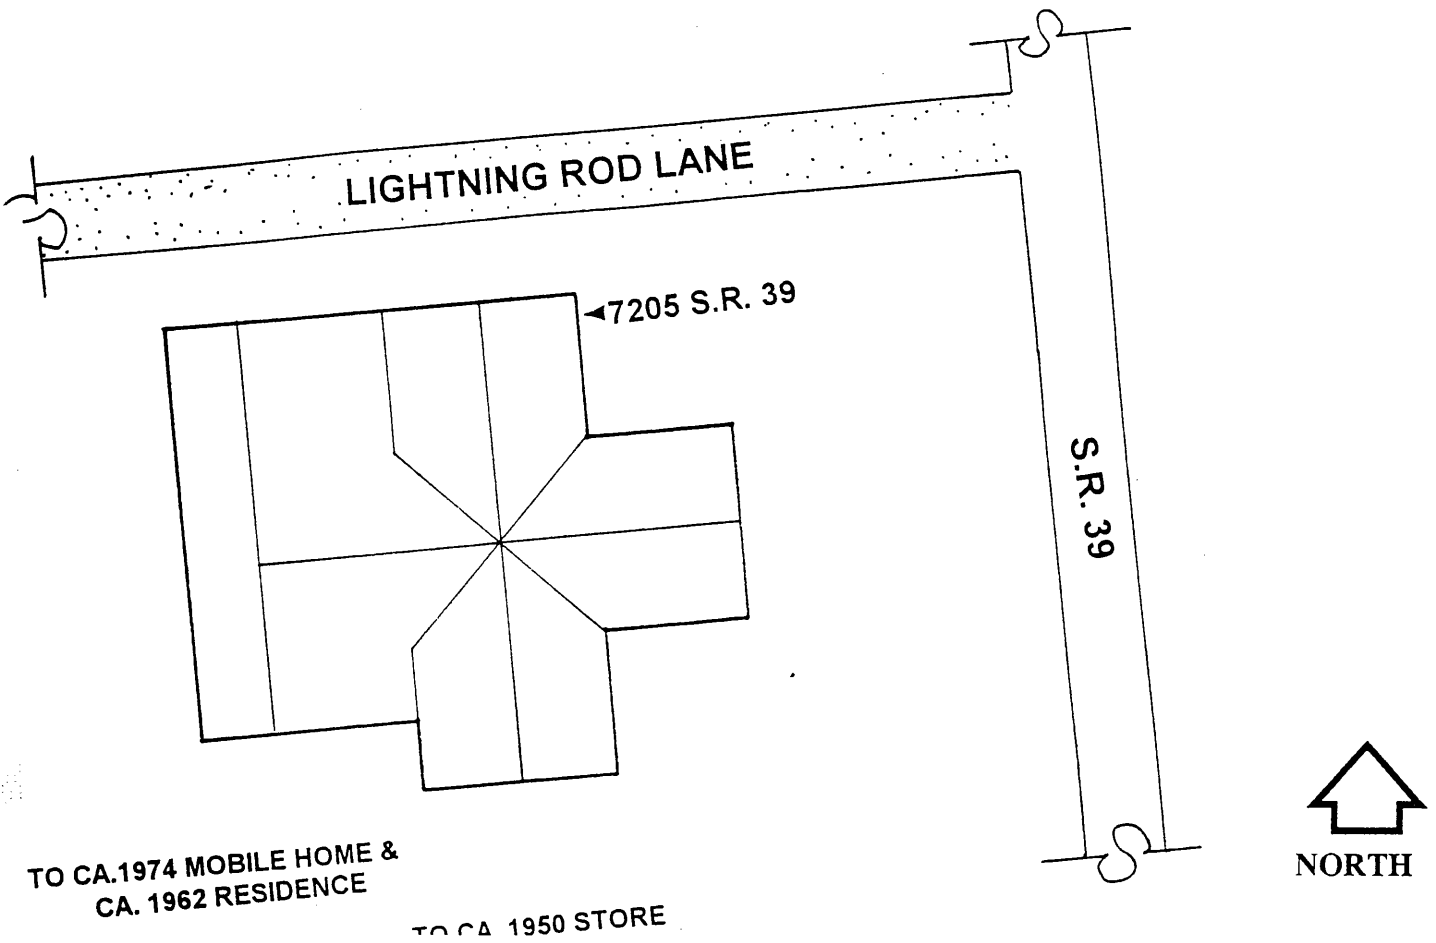 LIGHTNING ROD LANE
7205 S.R. 39
S.R. 39
TO CA.1974 MOBILE HOME &
CA. 1962 RESIDENCE
NORTH
TO CA. 1950 STORE